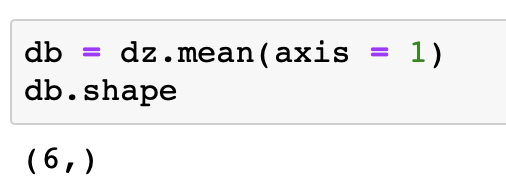 db = dz.mean(axis = 1)
db.shape
(6,)